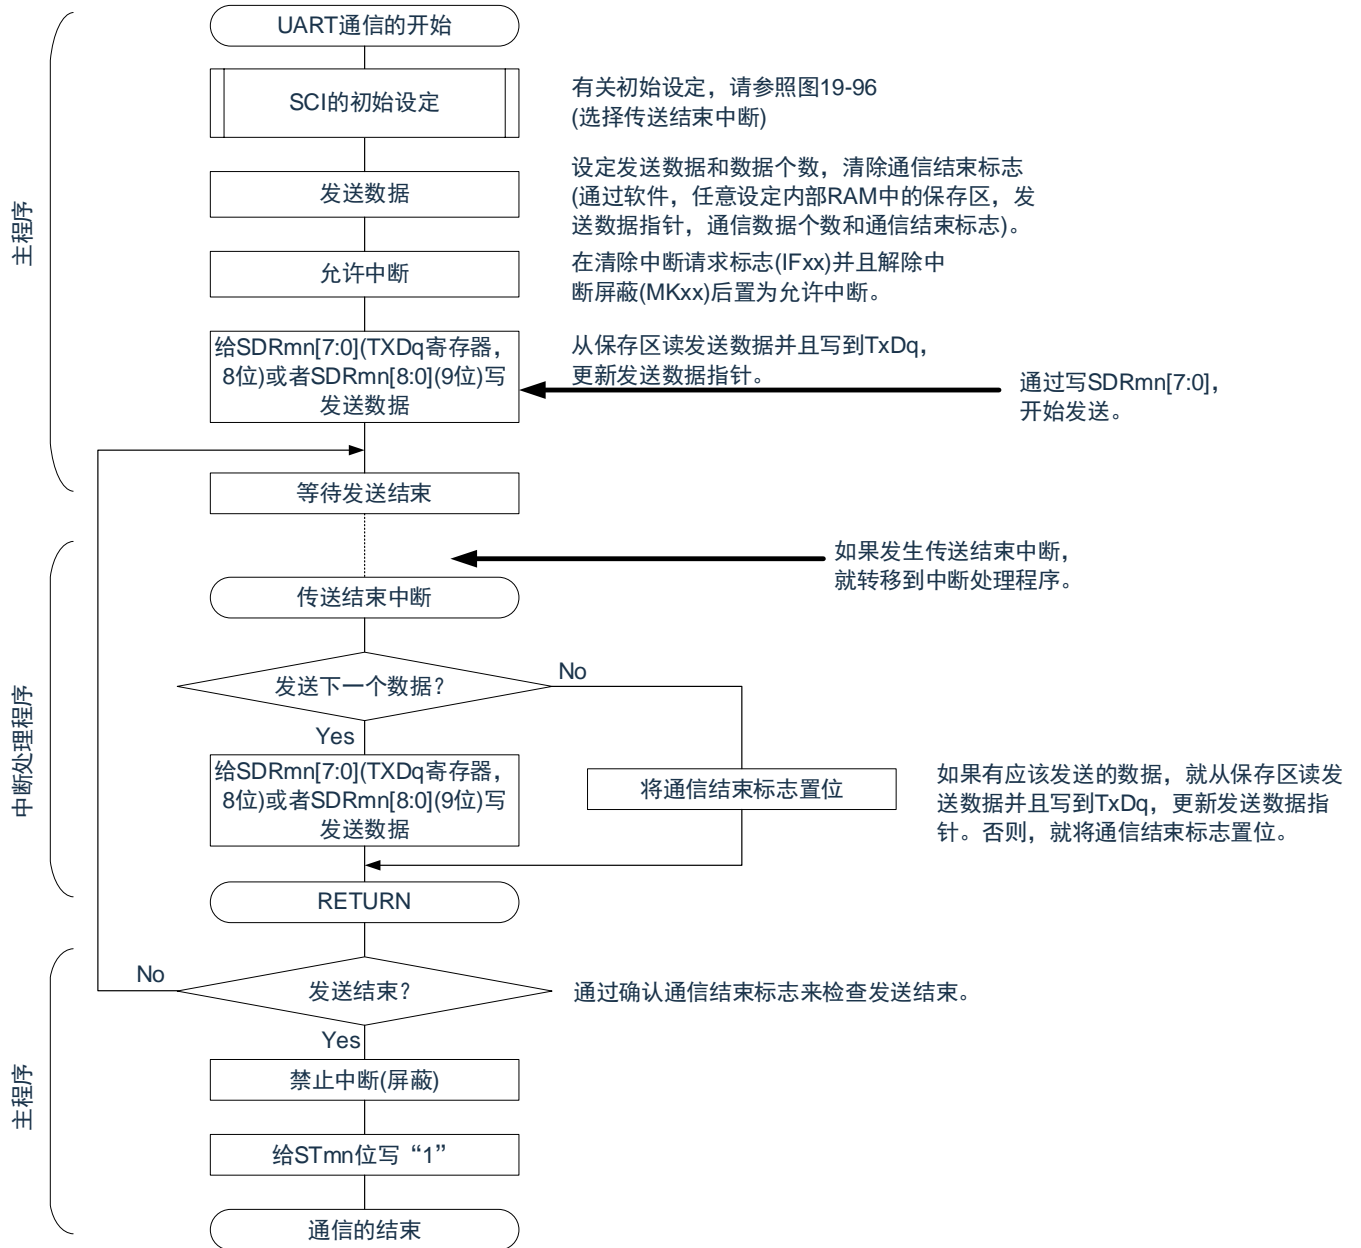 UART通信的开始
SCI的初始设定
有关初始设定，请参照图19-96
(选择传送结束中断)
发送数据
设定发送数据和数据个数，清除通信结束标志
(通过软件，任意设定内部RAM中的保存区，发
送数据指针，通信数据个数和通信结束标志)。
主程序
允许中断
在清除中断请求标志(IFxx)并且解除中
断屏蔽(MKxx)后置为允许中断。
给SDRmn[7:0](TXDq寄存器，
8位)或者SDRmn[8:0](9位)写
发送数据
从保存区读发送数据并且写到TxDq，
更新发送数据指针。
通过写SDRmn[7:0]，
开始发送。
等待发送结束
如果发生传送结束中断，
就转移到中断处理程序。
传送结束中断
发送下一个数据？
No
Yes
中断处理程序
给SDRmn[7:0](TXDq寄存器，
8位)或者SDRmn[8:0](9位)写
发送数据
将通信结束标志置位
如果有应该发送的数据，就从保存区读发
送数据并且写到TxDq，更新发送数据指
针。否则，就将通信结束标志置位。
RETURN
No
发送结束？
通过确认通信结束标志来检查发送结束。
Yes
主程序
禁止中断(屏蔽)
给STmn位写“1”
通信的结束